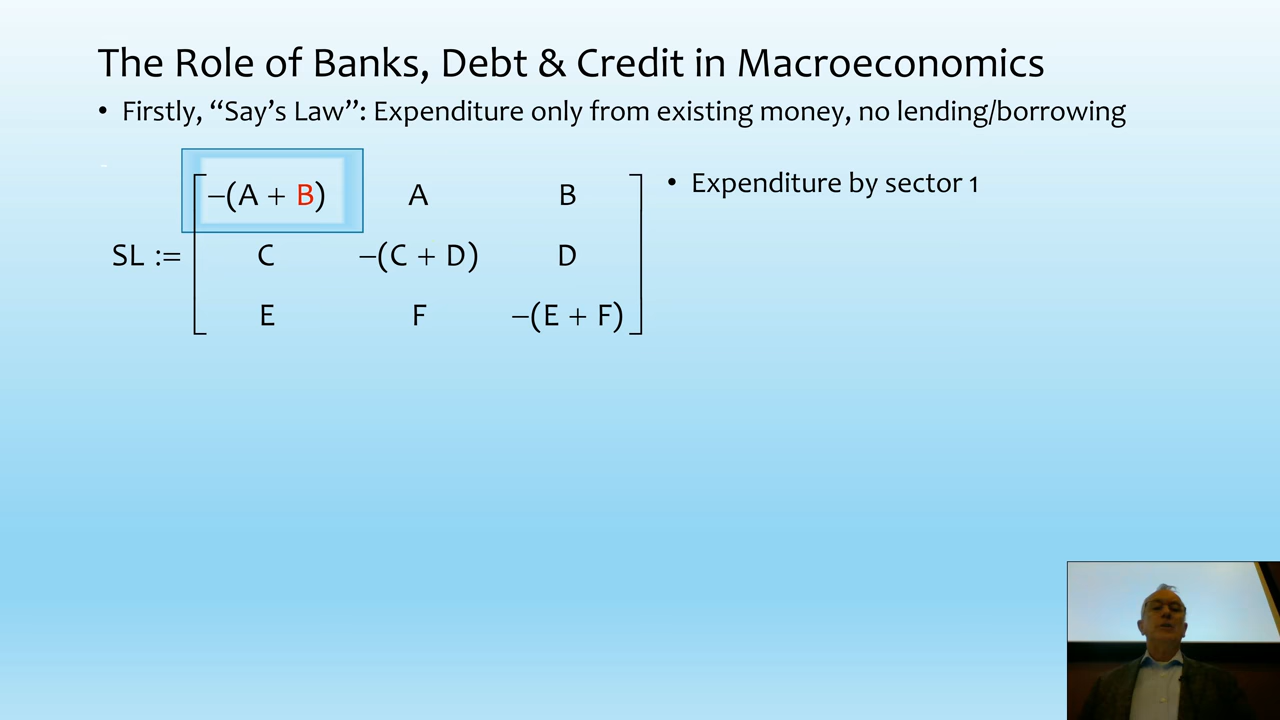 The Role of Banks, Debt & Credit in Macroeconomics
• Firstly, “Say’s Law”: Expenditure only from existing money, no lending/borrowing
–(A + B) A B
SL := C –(C + D) D
E F –(E + F)
• Expenditure by sector 1